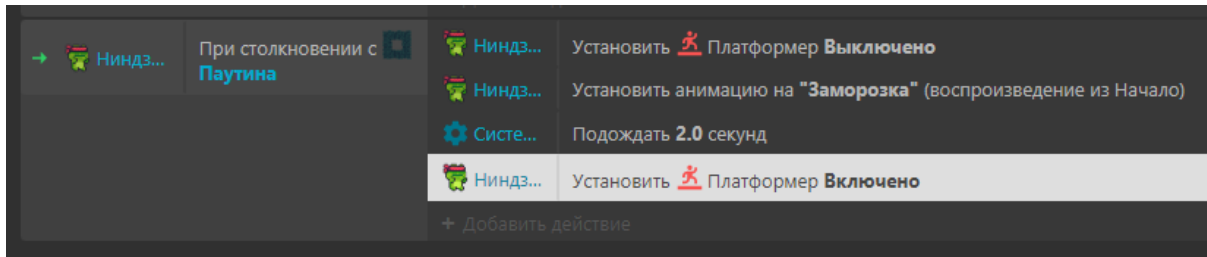 Ниндз...
При столкновении с
Паутина
Ниндз...
Установить Платформер Выключено
Ниндз...
Установить анимацию на "Заморозка" (воспроизведение из Начало)
Систе...
Подождать 2.0 секунд
Ниндз...
Установить Платформер Включено
+ Добавить действие